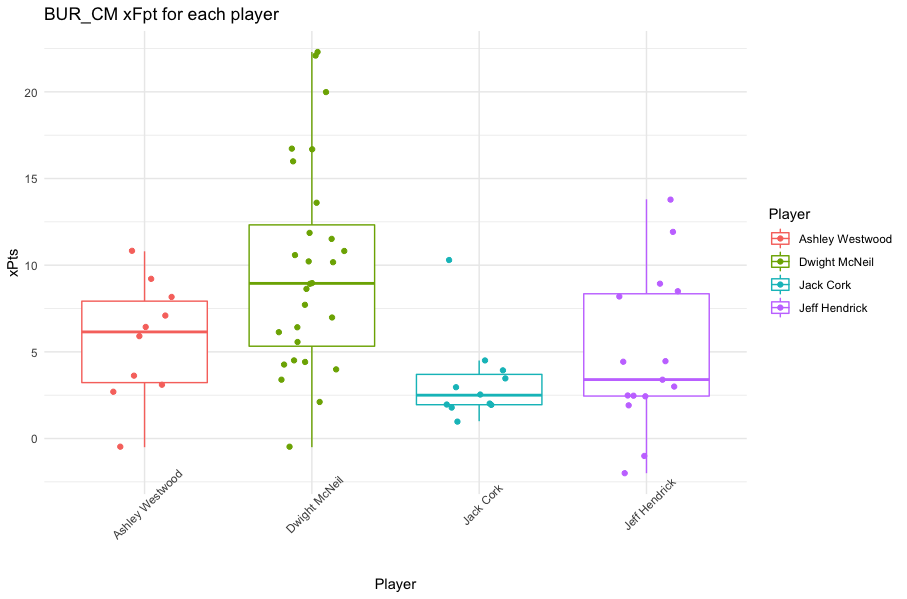 BUR_CM xFpt for each player
xPts
20
15
10
5
0
Ashley Westwood
Dwight McNeil
Jack Cork
Jeff Hendrick
Player
Player
Ashley Westwood
Dwight McNeil
Jack Cork
Jeff Hendrick